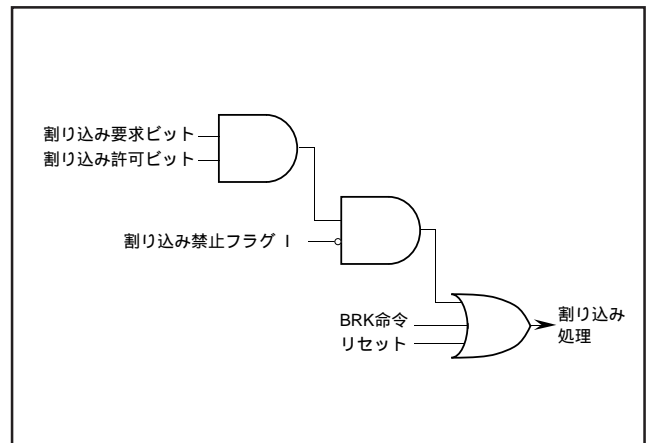 割り込み要求ビット
割り込み許可ビット
割り込み禁止フラグ I
BRK命令
リセット
割り込み
処理